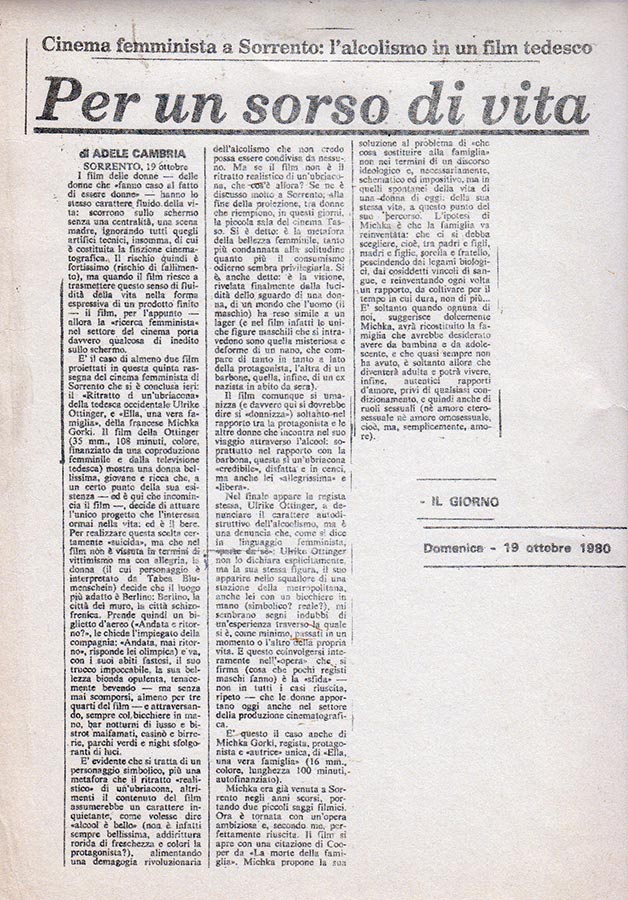 Cinema femminista a Sorrento: l'alcolismo in un film tedesco
Per un sorso di vita
di ADELE CAMBRIA
SORRENTO, 19 ottobre
I film delle donne — delle
donne che «fanno caso al fatto
di essere donne» — hanno lo
stesso carattere fluido della vi-
ta: scorrono sullo schermo
senza una centralità, una scena
madre, ignorando tutti quegli
artifici tecnici, insomma, di cui
è costituita la fiction cinema-
tografica. Il rischio quindi è
fortissimo (rischio di fallimen-
to), ma quando il film riesce a
trasmettere questo senso di flui-
dità della vita nella forma
espressiva di un prodotto finito
— il film, per l'appunto —
allora la «ricerca femminista»
nel settore del cinema porta
davvero qualcosa di inedito
sullo schermo.
E' il caso di almeno due film
proiettati in questa quinta ras-
segna del cinema femminista di
Sorrento che si è conclusa ieri:
il «Ritratto d'un'ubriacona»
della tedesca occidentale Ulrike
Ottinger, e «Ella, una vera fa-
miglia», della francese Michka
Gorki. Il film della Ottinger
(35 mm., 108 minuti, colore,
finanziato da una coproduzione
femminile e dalla televisione
tedesca) mostra una donna bel-
lissima, giovane e ricca che, a
un certo punto della sua esi-
stenza — ed è qui che incomin-
cia il film —, decide di attuare
l'unico progetto che l'interessa
ormai nella vita: ed è il bere.
Per realizzare questa scelta cer-
tamente «suicida», ma che nel
film non è vissuta in termini di
vittimismo ma con allegria, la
donna (il cui personaggio è
interpretato da Tabea Blu-
menschein) decide che il luogo
più adatto è Berlino: Berlino, la
città del muro, la città schizo-
frenica. Prende quindi un bi-
glietto d'aereo («Andata e ritor-
no?», le chiede l'impiegato della
compagnia: «Andata, mai ritor-
no», risponde lei olimpica) e va,
con i suoi abiti fastosi, il suo
trucco impeccabile, la sua bel-
lezza bionda opulenta, tenace-
mente bevendo — ma senza
mai scomporsi, almeno per tre
quarti del film — e attraversan-
do, sempre col bicchiere in ma-
no, bar notturni di lusso e bi-
strot malfamati, casinò e birre-
rie, parchi verdi e night sfolgo-
ranti di luci.
E' evidente che si tratta di un
personaggio simbolico, più una
metafora che il ritratto «reali-
stico» di un'ubriacona, altri-
menti il contenuto del film
assumerebbe un carattere in-
quietante, come volesse dire
«alcool è bello» (non è infatti
sempre bellissima, addirittura
rorida di freschezza e colori la
protagonista?), alimentando
una demagogia rivoluzionaria
dell'alcolismo che non credo
possa essere condivisa da nessu-
no. Ma se il film non è il
ritratto realistico di un'ubria-
cona, che cos'è allora? Se ne è
discusso molto a Sorrento, alla
fine della proiezione, tra donne
che riempiono, in questi giorni,
la piccola sala del cinema Tas-
so. Si è detto: è la metafora
della bellezza femminile, tanto
più condannata alla solitudine
quanto più il consumismo
odierno sembra privilegiarla. Si
è anche detto: è la visione,
rivelata finalmente dalla luci-
dità dello sguardo di una donna,
di un mondo che l'uomo (il
maschio) ha reso simile a un
lager (e nel film infatti le uni-
che figure maschili che si intra-
vedono sono quella misteriosa e
deforme di un nano, che com-
pare di tanto in tanto a lato
della protagonista, l'altra di un
barbone, quella, infine, di un ex
nazista in abito da sera).
Il film comunque si uma-
nizza (e davvero qui si dovrebbe
dire si «donnizza») soltanto nel
rapporto tra la protagonista e le
altre donne che incontra nel suo
viaggio attraverso l'alcool: so-
prattutto nel rapporto con la
barbona, questa sì un'ubriacona
«credibile», disfatta e in cenci,
ma anche lei «allegrissima» e
«libera».
Nel finale appare la regista
stessa, Ulrike Ottinger, a de-
nunciare il carattere autodi-
struttivo dell'alcolismo, ma è
una denuncia che, come si dice
in linguaggio femminista,
«parte da sè»: Ulrike Ottinger
non lo dichiara esplicitamente,
ma la sua stessa figura, il suo
apparire nello squallore di una
stazione della metropolitana,
anche lei con un bicchiere in
mano (simbolico? reale?), mi
sembrano segni indubbi di
un'esperienza traverso la quale
si è, come minimo, passati in un
momento o l'altro della propria
vita. E questo coinvolgersi inte-
ramente nell'«opera» che si
firma (cosa che pochi registi
maschi fanno) è la «sfida» —
non in tutti i casi riuscita,
ripeto — che le donne appor-
tano oggi anche nel settore
della produzione cinematografi-
ca.
E' questo il caso anche di
Michka Gorki, regista, protago-
nista e «autrice» unica, di «Ella,
una vera famiglia» (16 mm.,
colore, lunghezza 100 minuti,
autofinanziato).
Michka era già venuta a Sor-
rento negli anni scorsi, por-
tando due piccoli saggi filmici.
Ora è tornata con un'opera
ambiziosa e, secondo me, per-
fettamente riuscita. Il film si
apre con una citazione di Coo-
per da «La morte della fami-
glia». Michka propone la sua
soluzione al problema di «che
cosa sostituire alla famiglia»
non nei termini di un discorso
ideologico e, necessariamente,
schematico ed impositivo, ma in
quelli spontanei della vita di
una donna di oggi: della sua
stessa vita, a questo punto del
suo percorso. L'ipotesi di
Michka è che la famiglia va
reinventata: che ci si debba
scegliere, cioè, tra padri e figli,
madri e figlie, sorella e fratello,
prescindendo dai legami biologi-
ci, dai cosiddetti vincoli di san-
gue, e reinventando ogni volta
un rapporto, da coltivare per il
tempo in cui dura, non di più...
E' soltanto quando ognuna di
noi, suggerisce dolcemente
Michka, avrà ricostituito la fa-
miglia che avrebbe desiderato
avere da bambina e da adole-
scente, e che quasi sempre non
ha avuto, è soltanto allora che
diventerà adulta e potrà vivere,
infine, autentici rapporti
d'amore, privi di qualsiasi con-
dizionamento, e quindi anche di
ruoli sessuali (nè amore etero-
sessuale nè amore omosessuale,
cioè, ma, semplicemente, amo-
re).
- IL GIORNO
Domenica - 19 ottobre 1980